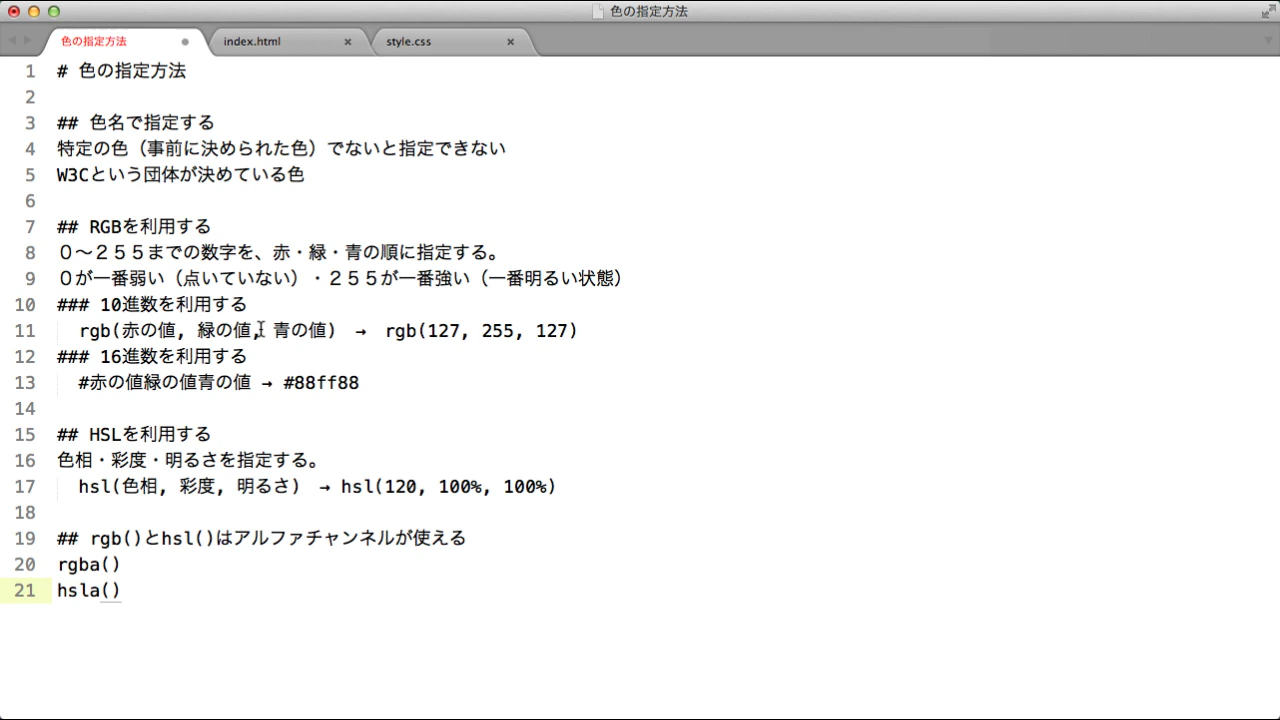 色の指定方法
色の指定方法
index.html
style.css
1 # 色の指定方法
2
3 ## 色名で指定する
4 特定の色（事前に決められた色）でないと指定できない
5 W3Cという団体が決めている色
6
7 ## RGBを利用する
8 ０〜２５５までの数字を、赤・緑・青の順に指定する。
9 ０が一番弱い（点いていない）・２５５が一番強い（一番明るい状態）
10 ### 10進数を利用する
11 rgb(赤の値, 緑の値, 青の値) → rgb(127, 255, 127)
12 ### 16進数を利用する
13 #赤の値緑の値青の値 → #88ff88
14
15 ## HSLを利用する
16 色相・彩度・明るさを指定する。
17 hsl(色相, 彩度, 明るさ) → hsl(120, 100%, 100%)
18
19 ## rgb()とhsl()はアルファチャンネルが使える
20 rgba()
21 hsla()